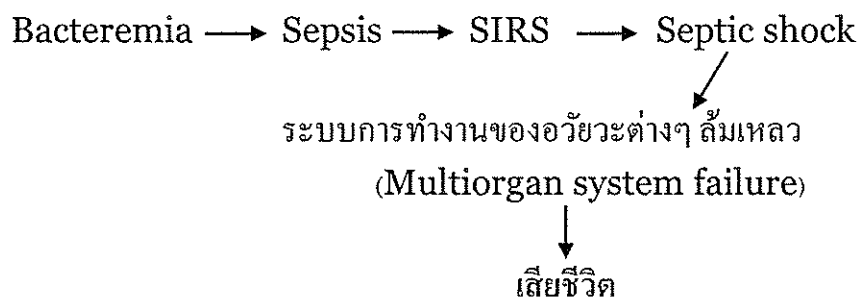 Bacteremia → Sepsis → SIRS → Septic shock
ระบบการทำงานของอวัยวะต่างๆ ล้มเหลว
(Multiorgan system failure)
เสียชีวิต